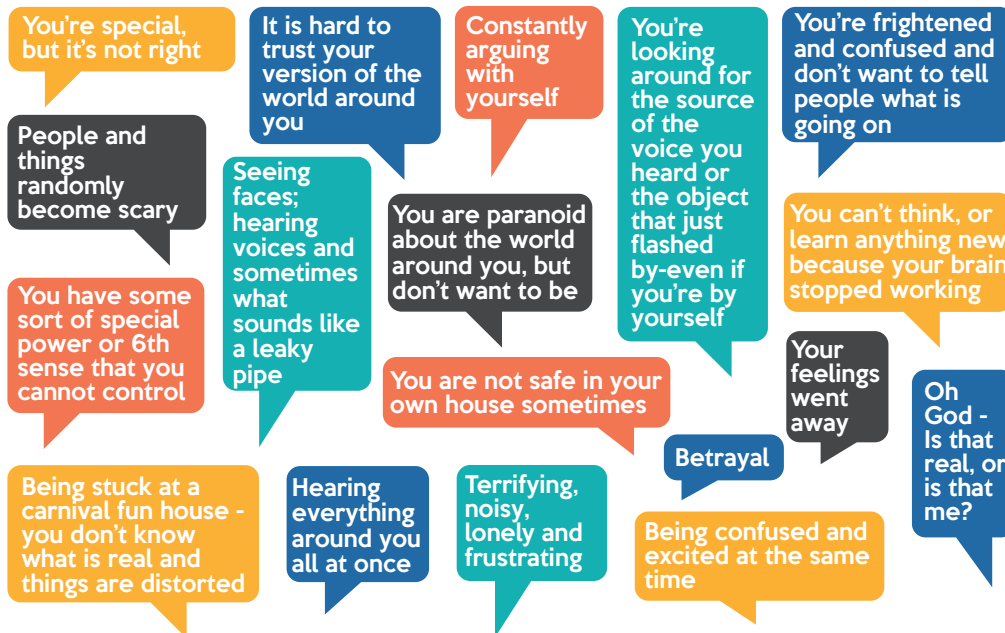 You're special,
but it's not right
It is hard to
trust your
version of the
world around
you
Constantly
arguing
with
yourself
You're
looking
around for
the source
of the
voice you
heard or
the object
that just
flashed
by-even if
you're by
yourself
You're frightened
and confused and
don't want to tell
people what is
going on
People and
things
randomly
become scary
Seeing
faces;
hearing
voices and
sometimes
what
sounds like
a leaky
pipe
You are paranoid
about the world
around you, but
don't want to be
You can't think, or
learn anything new
because your brain
stopped working
You have some
sort of special
power or 6th
sense that you
cannot control
You are not safe in your
own house sometimes
Your
feelings
went
away
Oh
God -
Is that
real, or
is that
me?
Betrayal
Being stuck at a
carnival fun house -
you don't know
what is real and
things are distorted
Hearing
everything
around you
all at once
Terrifying,
noisy,
lonely and
frustrating
Being confused and
excited at the same
time